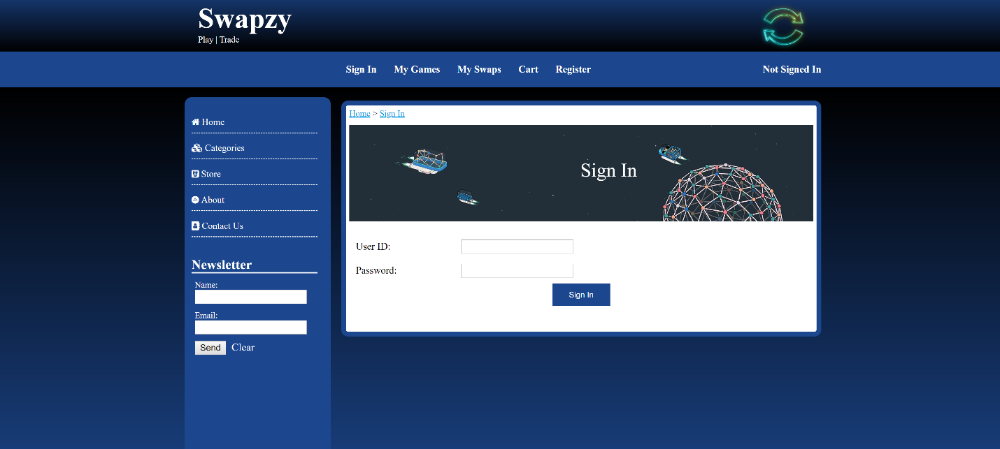 Swapzy
Play | Trade
Sign In My Games My Swaps Cart Register Not Signed In
Home
Categories
Store
About
Contact Us
Newsletter
Name:
Email:
Send Clear
Home > Sign In
Sign In
User ID:
Password:
Sign In